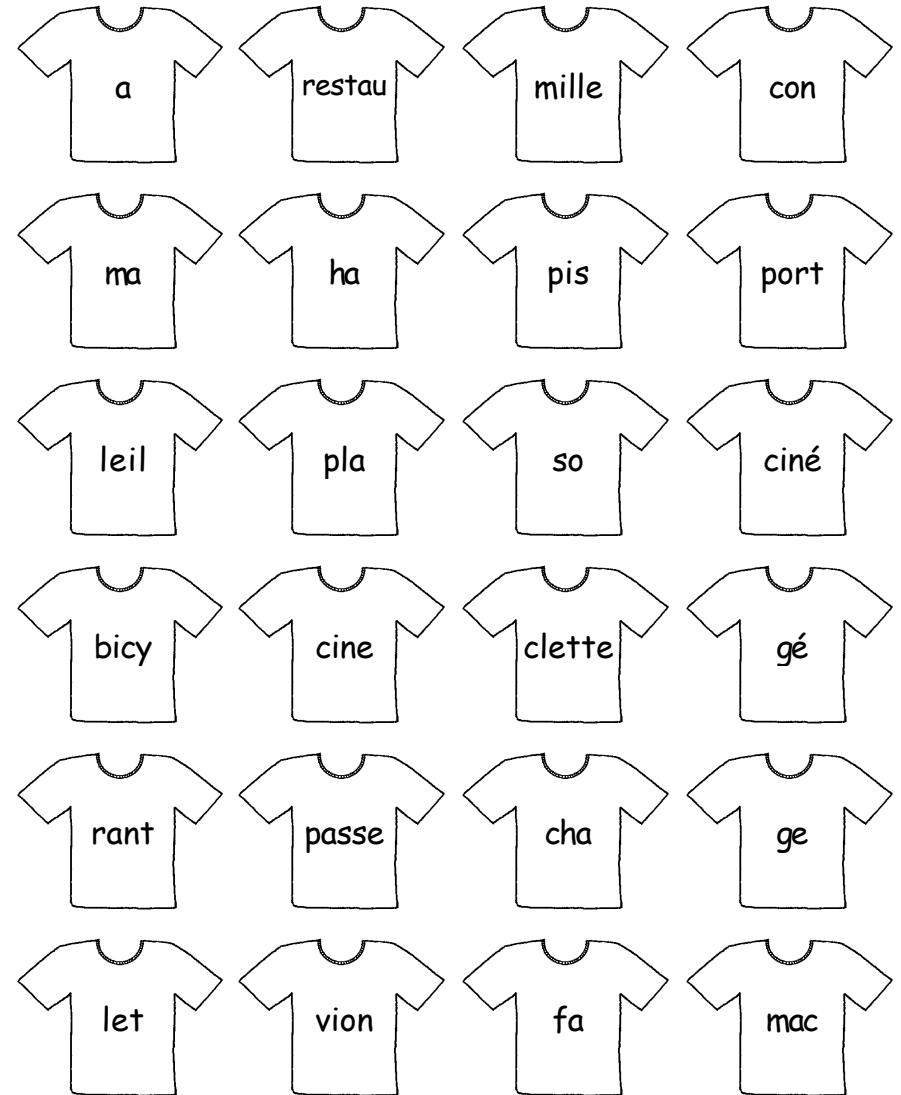 a restau mille con
ma ha pis port
leil pla so ciné
bicy cine clette gé
rant passe cha ge
let vion fa mac